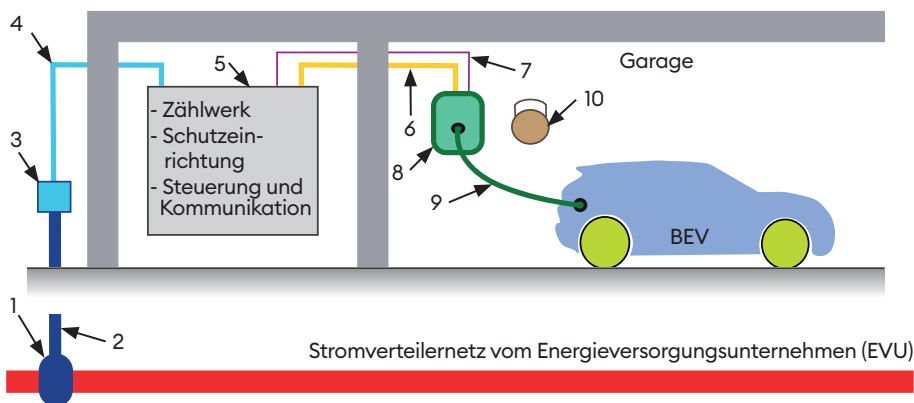 4
5
7
Garage
10
- Zählwerk
- Schutzein-
richtung
- Steuerung und
Kommunikation
6
3
8
9
BEV
1
2
Stromverteilernetz vom Energieversorgungsunternehmen (EVU)